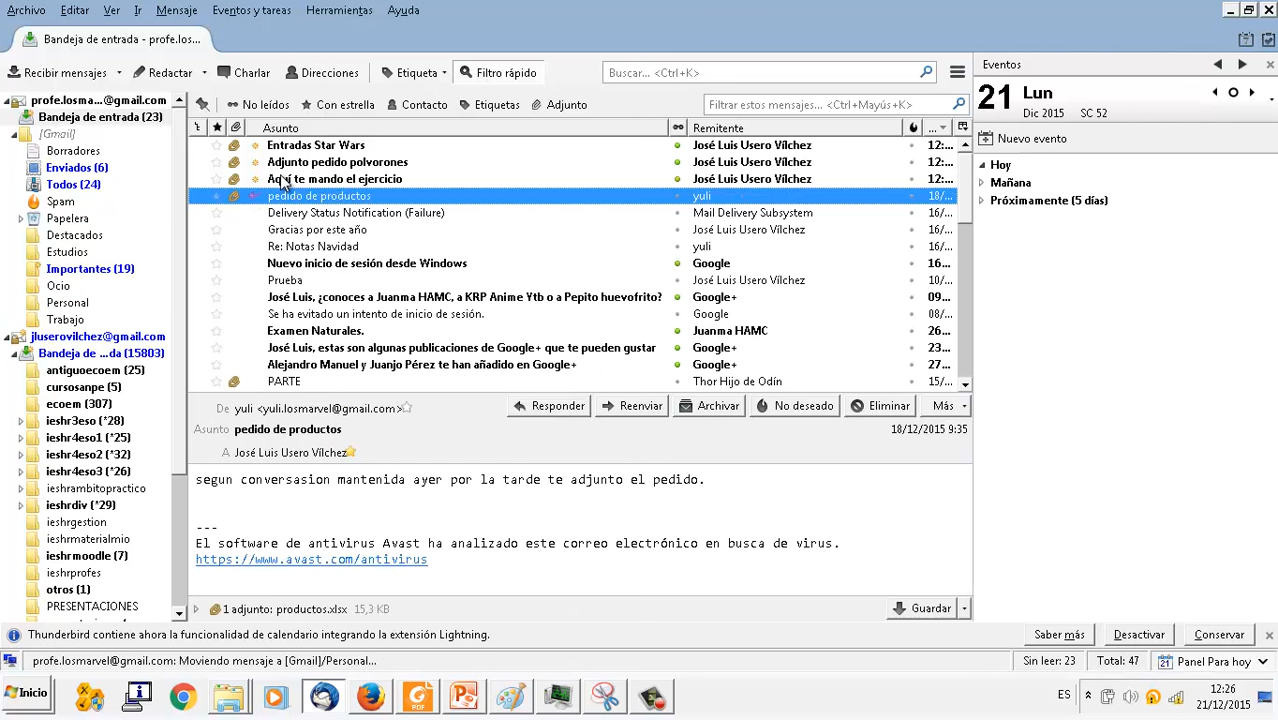 Archivo Editar Ver Ir Mensaje Eventos y tareas Herramientas Ayuda
Bandeja de entrada - profe.los...
Recibir mensajes Redactar Charlar Direcciones Etiqueta Filtro rápido Buscar... <Ctrl+K>
No leído Con estrella Contacto Etiquetas Adjunto Filtrar estos mensajes... <Ctrl+Mayús+K>
Asunto Remitente ...
Entradas Star Wars José Luis Usero Vílchez 12:...
Adjunto pedido polvorones José Luis Usero Vílchez 12:...
Aquí te mando el ejercicio José Luis Usero Vílchez 12:...
pedido de productos yuli 18/...
Delivery Status Notification (Failure) Mail Delivery Subsystem 16/...
Gracias por este año José Luis Usero Vílchez 16/...
Re: Notas Navidad yuli 16/...
Nuevo inicio de sesión desde Windows Google 16...
Prueba José Luis Usero Vílchez 10/...
José Luis, ¿conoces a Juanma HAMC, a KRP Anime Ytb o a Pepito huevofrito? Google+ 09...
Se ha evitado un intento de inicio de sesión. Google 08/...
Examen Naturales. Juanma HAMC 26...
José Luis, estas son algunas publicaciones de Google+ que te pueden gustar Google+ 23...
Alejandro Manuel y Juanjo Pérez te han añadido en Google+ Google+ 27...
PARTE Thor Hijo de Odín 15/...
profe.losma...@gmail.com
Bandeja de entrada (23)
[Gmail]
Borradores
Enviados (6)
Todos (24)
Spam
Papelera
Destacados
Estudios
Importantes (19)
Ocio
Personal
Trabajo
jluserovilchez@gmail.com
Bandeja de ...da (15803)
antiguoecoem (25)
cursosanpe (5)
ecoem (307)
ieshr3eso (*28)
ieshr4eso1 (*25)
ieshr4eso2 (*32)
ieshr4eso3 (*26)
ieshrambitopractico
ieshrdiv (*29)
ieshrgestion
ieshrmaterialmio
ieshrmoodle (7)
ieshrprofes
otros (1)
PRESENTACIONES
De yuli <yuli.losmarvel@gmail.com> Responder Reenviar Archivar No deseado Eliminar Más
Asunto pedido de productos 18/12/2015 9:35
A José Luis Usero Vílchez
segun conversasion mantenida ayer por la tarde te adjunto el pedido.
---
El software de antivirus Avast ha analizado este correo electrónico en busca de virus.
https://www.avast.com/antivirus
1 adjunto: productos.xlsx 15,3 KB Guardar
Eventos
21 Lun
Dic 2015 SC 52
Nuevo evento
Hoy
Mañana
Próximamente (5 días)
Thunderbird contiene ahora la funcionalidad de calendario integrando la extensión Lightning. Saber más Desactivar Conservar
profe.losmarvel@gmail.com: Moviendo mensaje a [Gmail]/Personal... Sin leer: 23 Total: 47 Panel Para hoy
21
Inicio PDF ES 12:26
21/12/2015